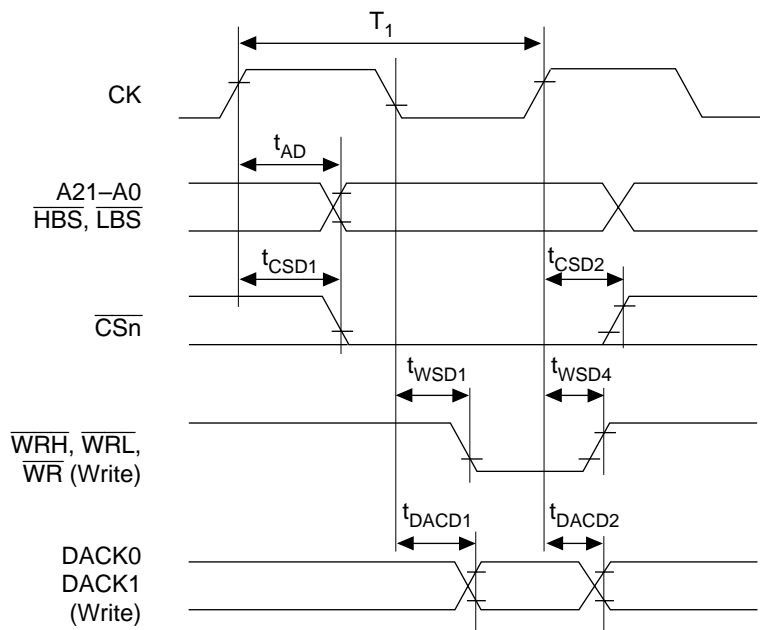 T1
CK
tAD
A21–A0
HBS, LBS
tCSD1
tCSD2
CSn
tWSD1
tWSD4
WRH, WRL,
WR (Write)
tDACD1
tDACD2
DACK0
DACK1
(Write)